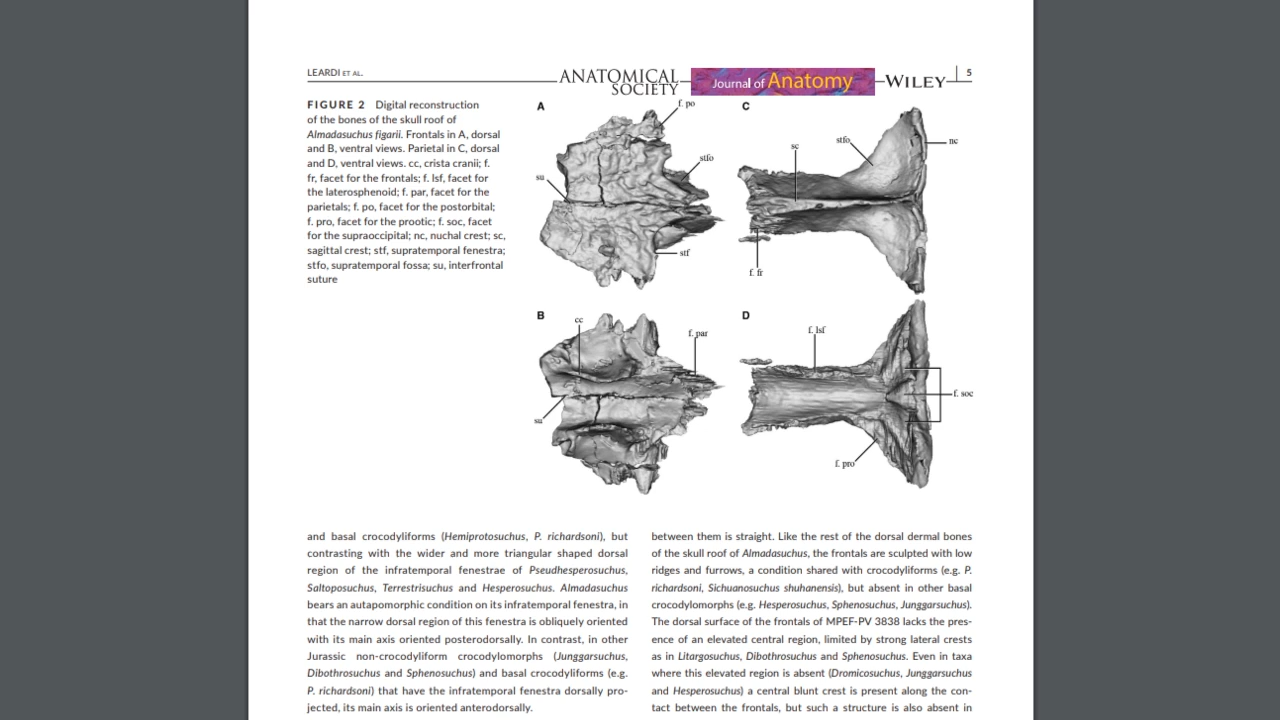 LEARDI ET AL.
ANATOMICAL
SOCIETY
Journal of Anatomy
WILEY
5
FIGURE 2 Digital reconstruction
of the bones of the skull roof of
Almadasuchus figarii. Frontals in A, dorsal
and B, ventral views. Parietal in C, dorsal
and D, ventral views. cc, crista cranii; f.
fr, facet for the frontals; f. lsf, facet for
the laterosphenoid; f. par, facet for the
parietals; f. po, facet for the postorbital;
f. pro, facet for the prootic; f. soc, facet
for the supraoccipital; nc, nuchal crest; sc,
sagittal crest; stf, supratemporal fenestra;
stfo, supratemporal fossa; su, interfrontal
suture
A
f. po
stfo
su
stf
C
sc
stfo
nc
f. fr
B
cc
f. par
su
D
f. lsf
f. soc
f. pro
and basal crocodyliforms (Hemiprotosuchus, P. richardsoni), but
contrasting with the wider and more triangular shaped dorsal
region of the infratemporal fenestrae of Pseudhesperosuchus,
Saltoposuchus, Terrestrisuchus and Hesperosuchus. Almadasuchus
bears an autapomorphic condition on its infratemporal fenestra, in
that the narrow dorsal region of this fenestra is obliquely oriented
with its main axis oriented posterodorsally. In contrast, in other
Jurassic non-crocodyliform crocodylomorphs (Junggarsuchus,
Dibothrosuchus and Sphenosuchus) and basal crocodyliforms (e.g.
P. richardsoni) that have the infratemporal fenestra dorsally pro-
jected, its main axis is oriented anterodorsally.
between them is straight. Like the rest of the dorsal dermal bones
of the skull roof of Almadasuchus, the frontals are sculpted with low
ridges and furrows, a condition shared with crocodyliforms (e.g. P.
richardsoni, Sichuanosuchus shuhanensis), but absent in other basal
crocodylomorphs (e.g. Hesperosuchus, Sphenosuchus, Junggarsuchus).
The dorsal surface of the frontals of MPEF-PV 3838 lacks the pres-
ence of an elevated central region, limited by strong lateral crests
as in Litargosuchus, Dibothrosuchus and Sphenosuchus. Even in taxa
where this elevated region is absent (Dromicosuchus, Junggarsuchus
and Hesperosuchus) a central blunt crest is present along the con-
tact between the frontals, but such a structure is also absent in